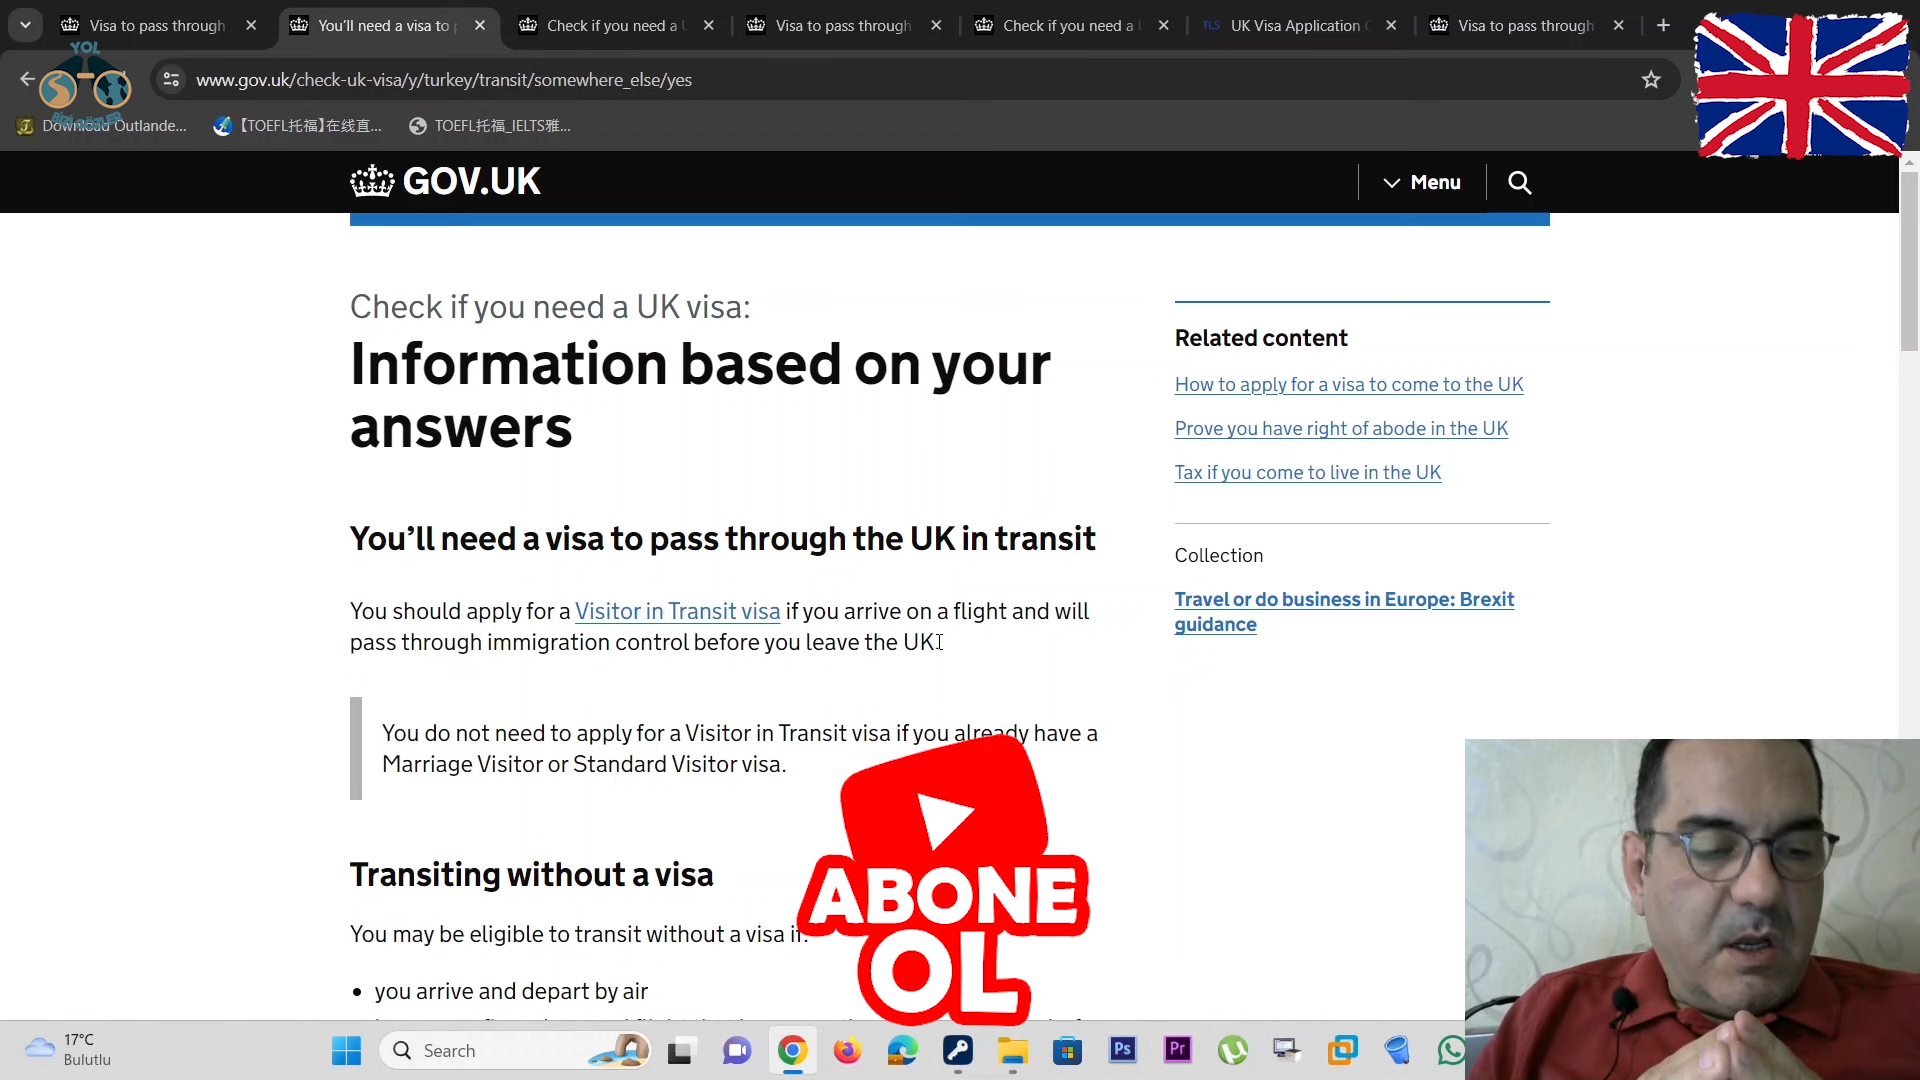 Visa to pass through
You'll need a visa to p
Check if you need a U
Visa to pass through
Check if you need a U
TLS UK Visa Application C
Visa to pass through
YOL
www.gov.uk/check-uk-visa/y/turkey/transit/somewhere_else/yes
Download Outlande...
【TOEFL托福】在线直...
TOEFL托福_IELTS雅...
GOV.UK
Menu
Check if you need a UK visa:
Information based on your
answers
You'll need a visa to pass through the UK in transit
You should apply for a Visitor in Transit visa if you arrive on a flight and will
pass through immigration control before you leave the UK.
You do not need to apply for a Visitor in Transit visa if you already have a
Marriage Visitor or Standard Visitor visa.
Transiting without a visa
You may be eligible to transit without a visa if:
• you arrive and depart by air
Related content
How to apply for a visa to come to the UK
Prove you have right of abode in the UK
Tax if you come to live in the UK
Collection
Travel or do business in Europe: Brexit
guidance
ABONE
OL
17°C
Bulutlu
Search
Ps
Pr